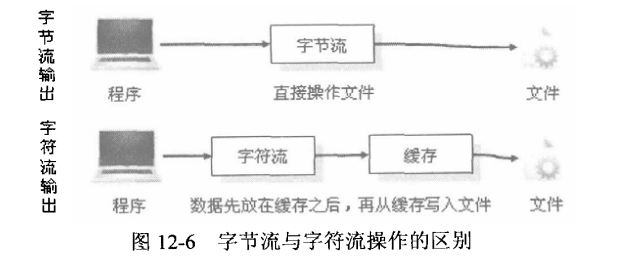 字节流输出
字节流
程序
直接操作文件
文件
字符流输出
字符流
缓存
程序
数据先放在缓存之后，再从缓存写入文件
文件
图 12-6 字节流与字符流操作的区别